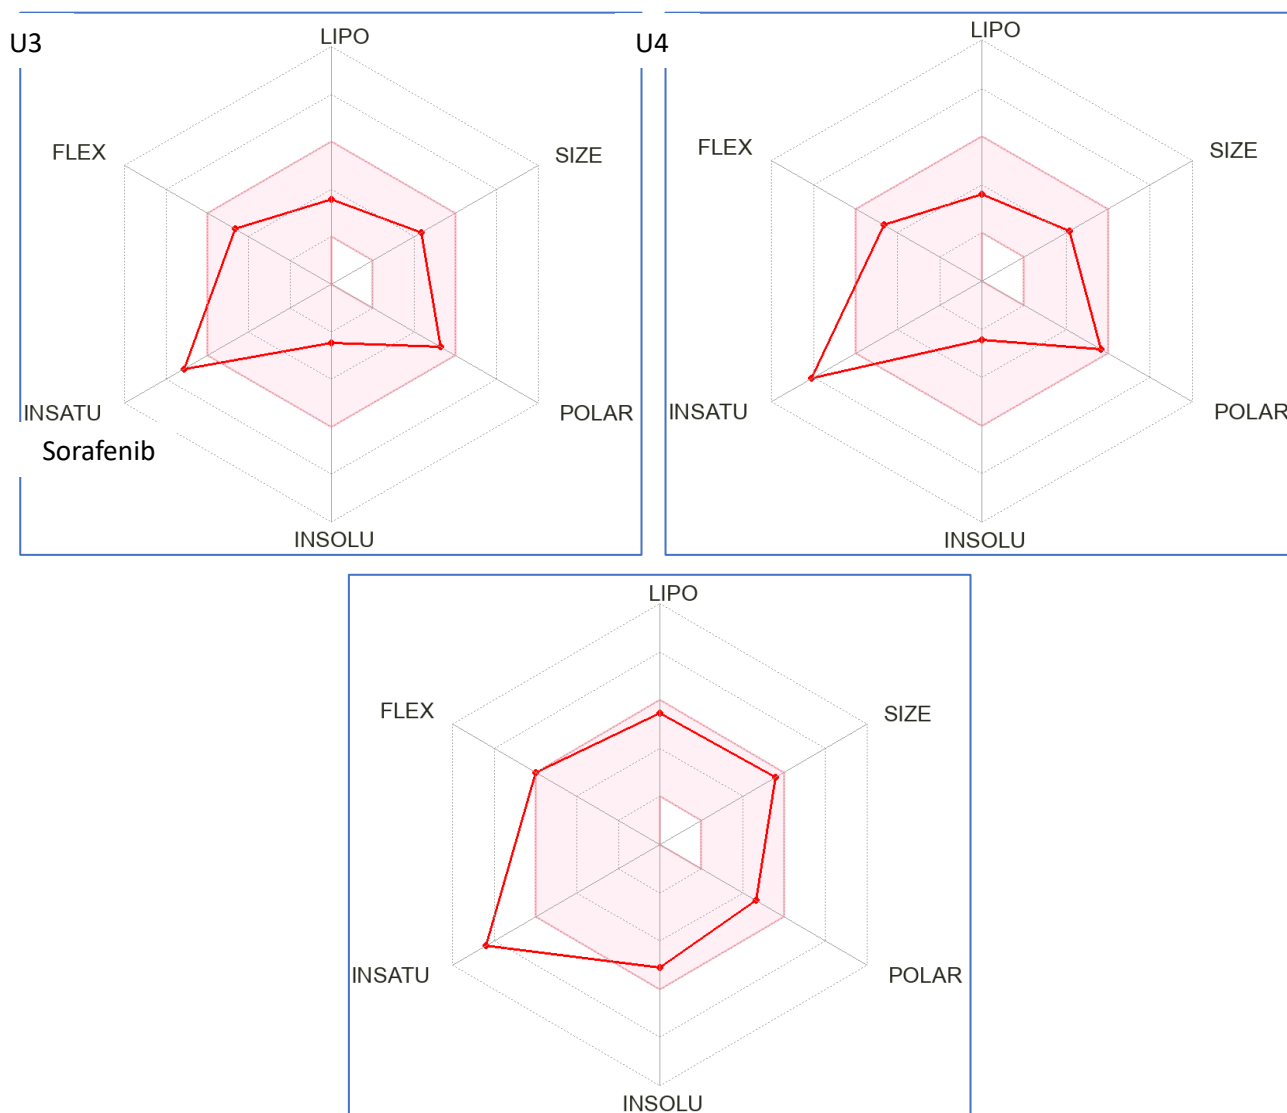 U3
LIPO
FLEX
SIZE
INSATU
POLAR
INSOLU
U4
LIPO
FLEX
SIZE
INSATU
POLAR
INSOLU
Sorafenib
LIPO
FLEX
SIZE
INSATU
POLAR
INSOLU